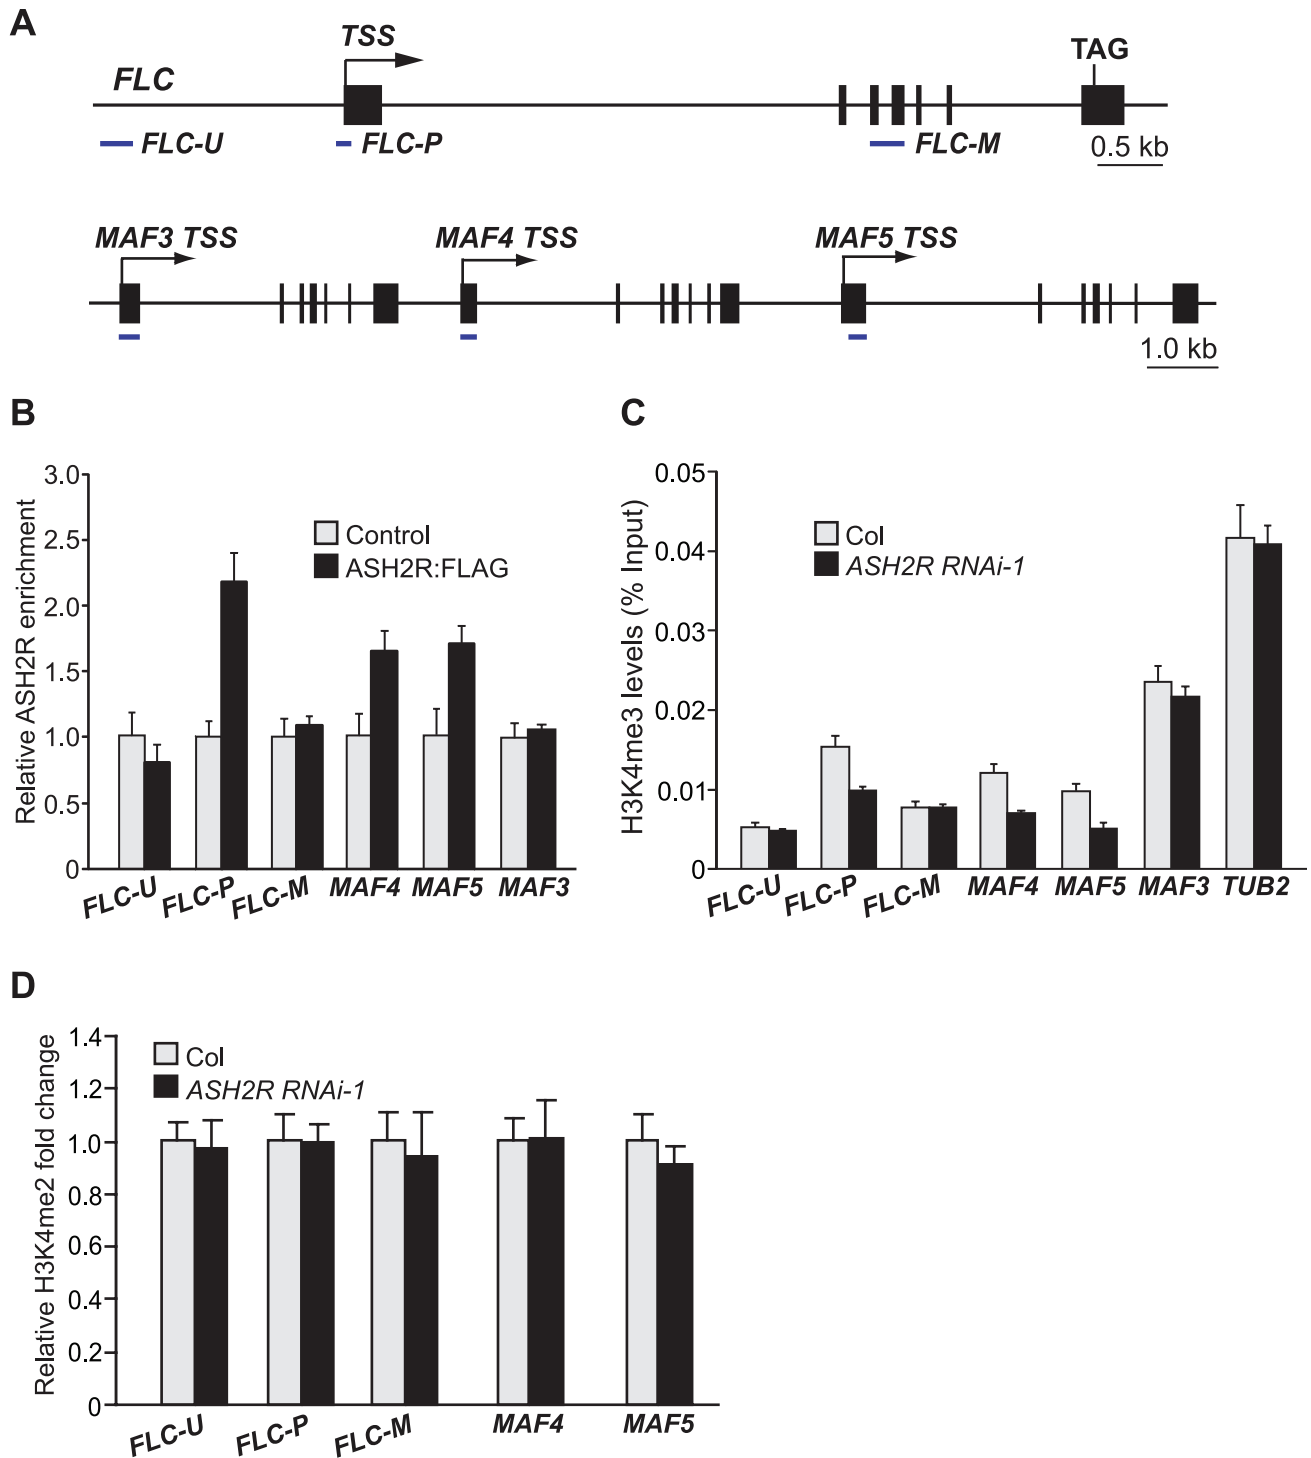 A
TSS
TAG
FLC
FLC-U FLC-P FLC-M
0.5 kb
MAF3 TSS MAF4 TSS MAF5 TSS
1.0 kb
B
Relative ASH2R enrichment
3.0
2.5
2.0
1.5
1.0
0.5
0
Control
ASH2R:FLAG
FLC-U FLC-P FLC-M MAF4 MAF5 MAF3
C
H3K4me3 levels (% Input)
0.05
0.04
0.03
0.02
0.01
0
Col
ASH2R RNAi-1
FLC-U FLC-P FLC-M MAF4 MAF5 MAF3 TUB2
D
Relative H3K4me2 fold change
1.4
1.2
1.0
0.8
0.6
0.4
0.2
0
Col
ASH2R RNAi-1
FLC-U FLC-P FLC-M MAF4 MAF5